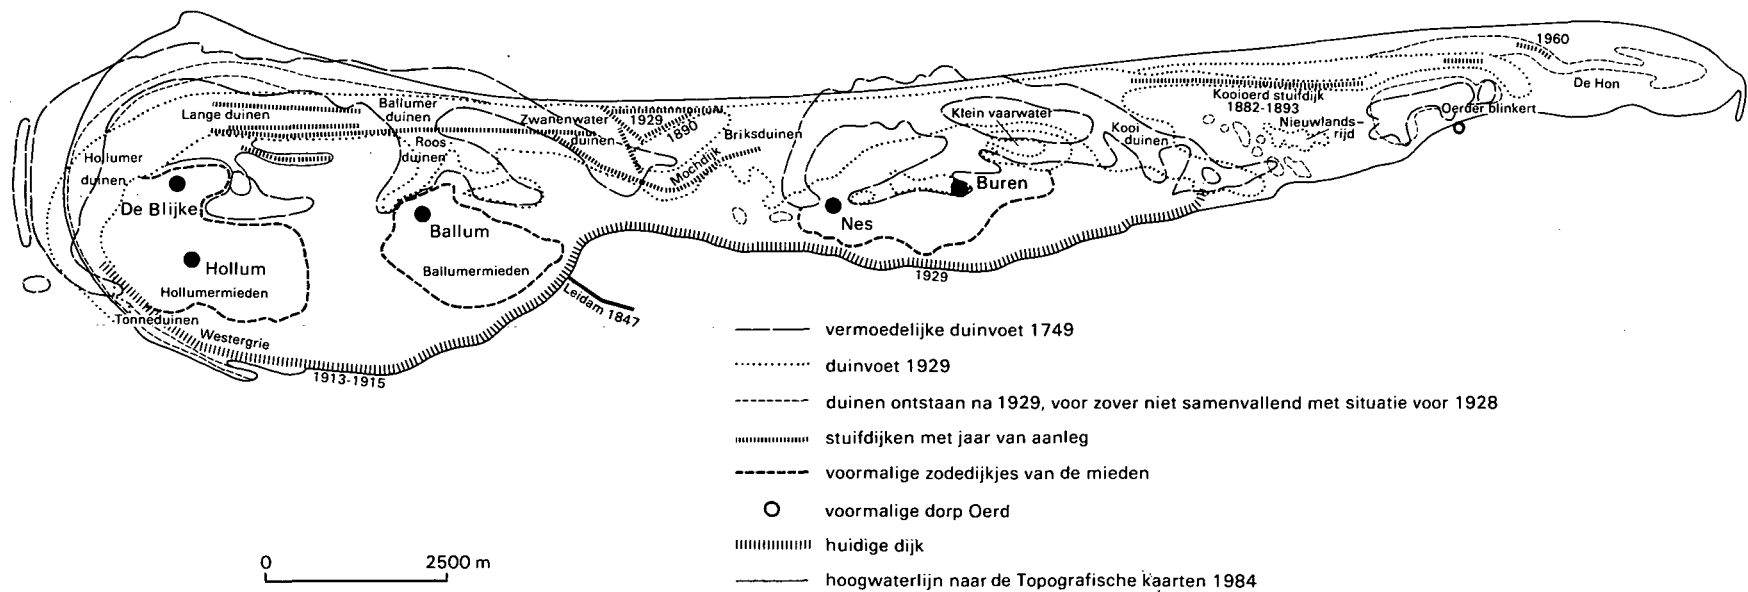 1960
De Hon
Kooioerd stuifdijk
1882-1893
Oerder blinkert
Nieuwlands-
rijd
Lange duinen
Ballumer
duinen
Zwanenwater
duinen
1929
1890
Briksduinen
Klein vaarwater
Kooi
duinen
Roos
duinen
Mochdijk
Hollumer
duinen
De Blijke
Buren
Nes
Ballum
Ballumermieden
Hollum
Hollumermieden
Tonneduinen
Westergrie
1913-1915
Leidam 1847
1929
vermoedelijke duinvoet 1749
duinvoet 1929
duinen ontstaan na 1929, voor zover niet samenvallend met situatie voor 1928
stuifdijken met jaar van aanleg
voormalige zodedijkjes van de mieden
voormalige dorp Oerd
huidige dijk
hoogwaterlijn naar de Topografische kaarten 1984
0 2500 m